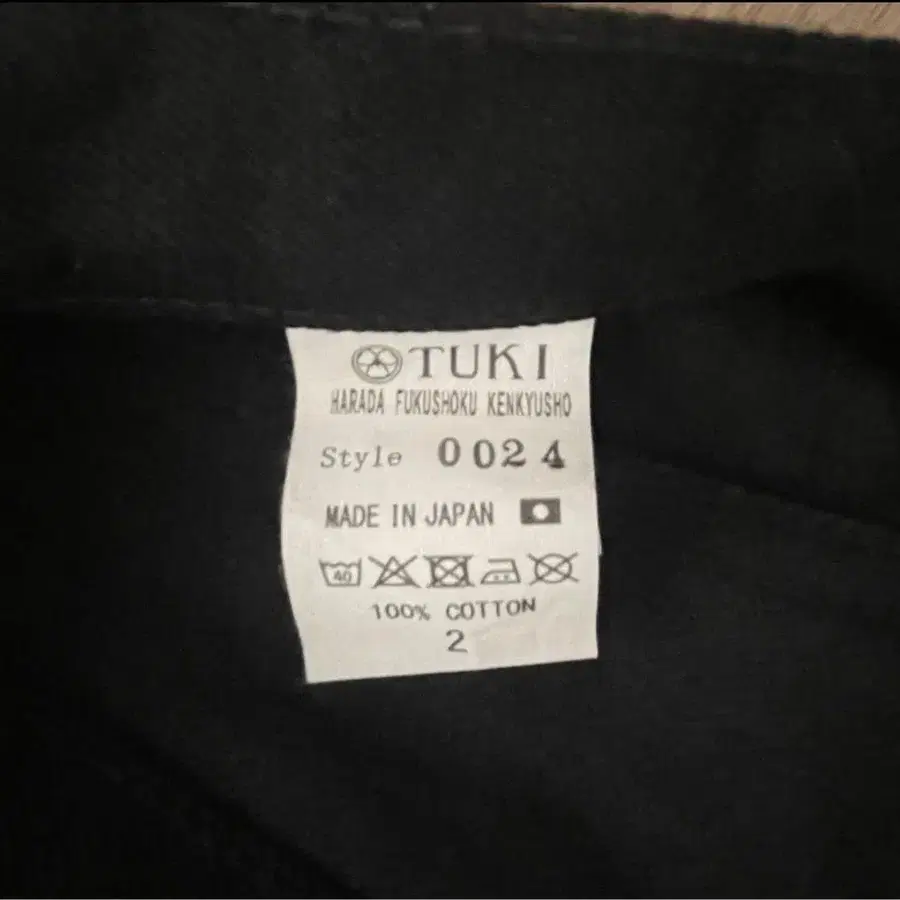 TUKI
HARADA FUKUSHOKU KENKYUSHO
Style 0024
MADE IN JAPAN
40
100% COTTON
2